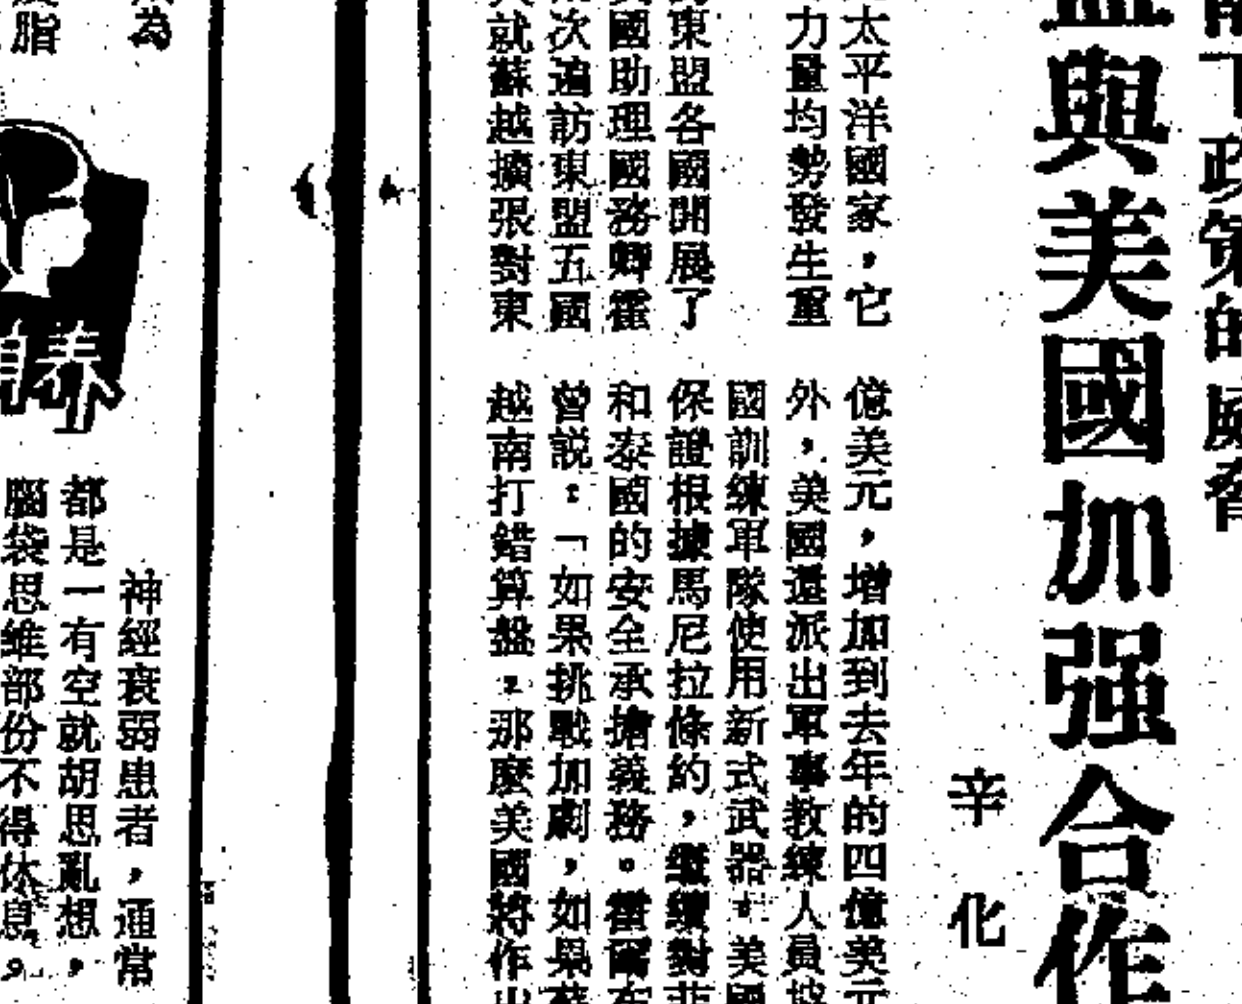 政策的威脅
盟與美國加强合作
辛化
太平洋國家，它
力量均勢發生重
東盟各國開展了
國助理國務卿霍
次遍訪東盟五國
就蘇越擴張對東
億美元，增加到去年的四億美元
外，美國還派出軍事教練人員
國訓練軍隊使用新式武器。美國
保證根據馬尼拉條約，繼續對菲
和泰國的安全承擔義務。霍爾布
曾説：「如果挑戰加劇，如果蘇
越南打錯算盤，那麼美國將作出
為
脂
神經衰弱患者，通常
都是一有空就胡思亂想，
腦袋思維部份不得休息。